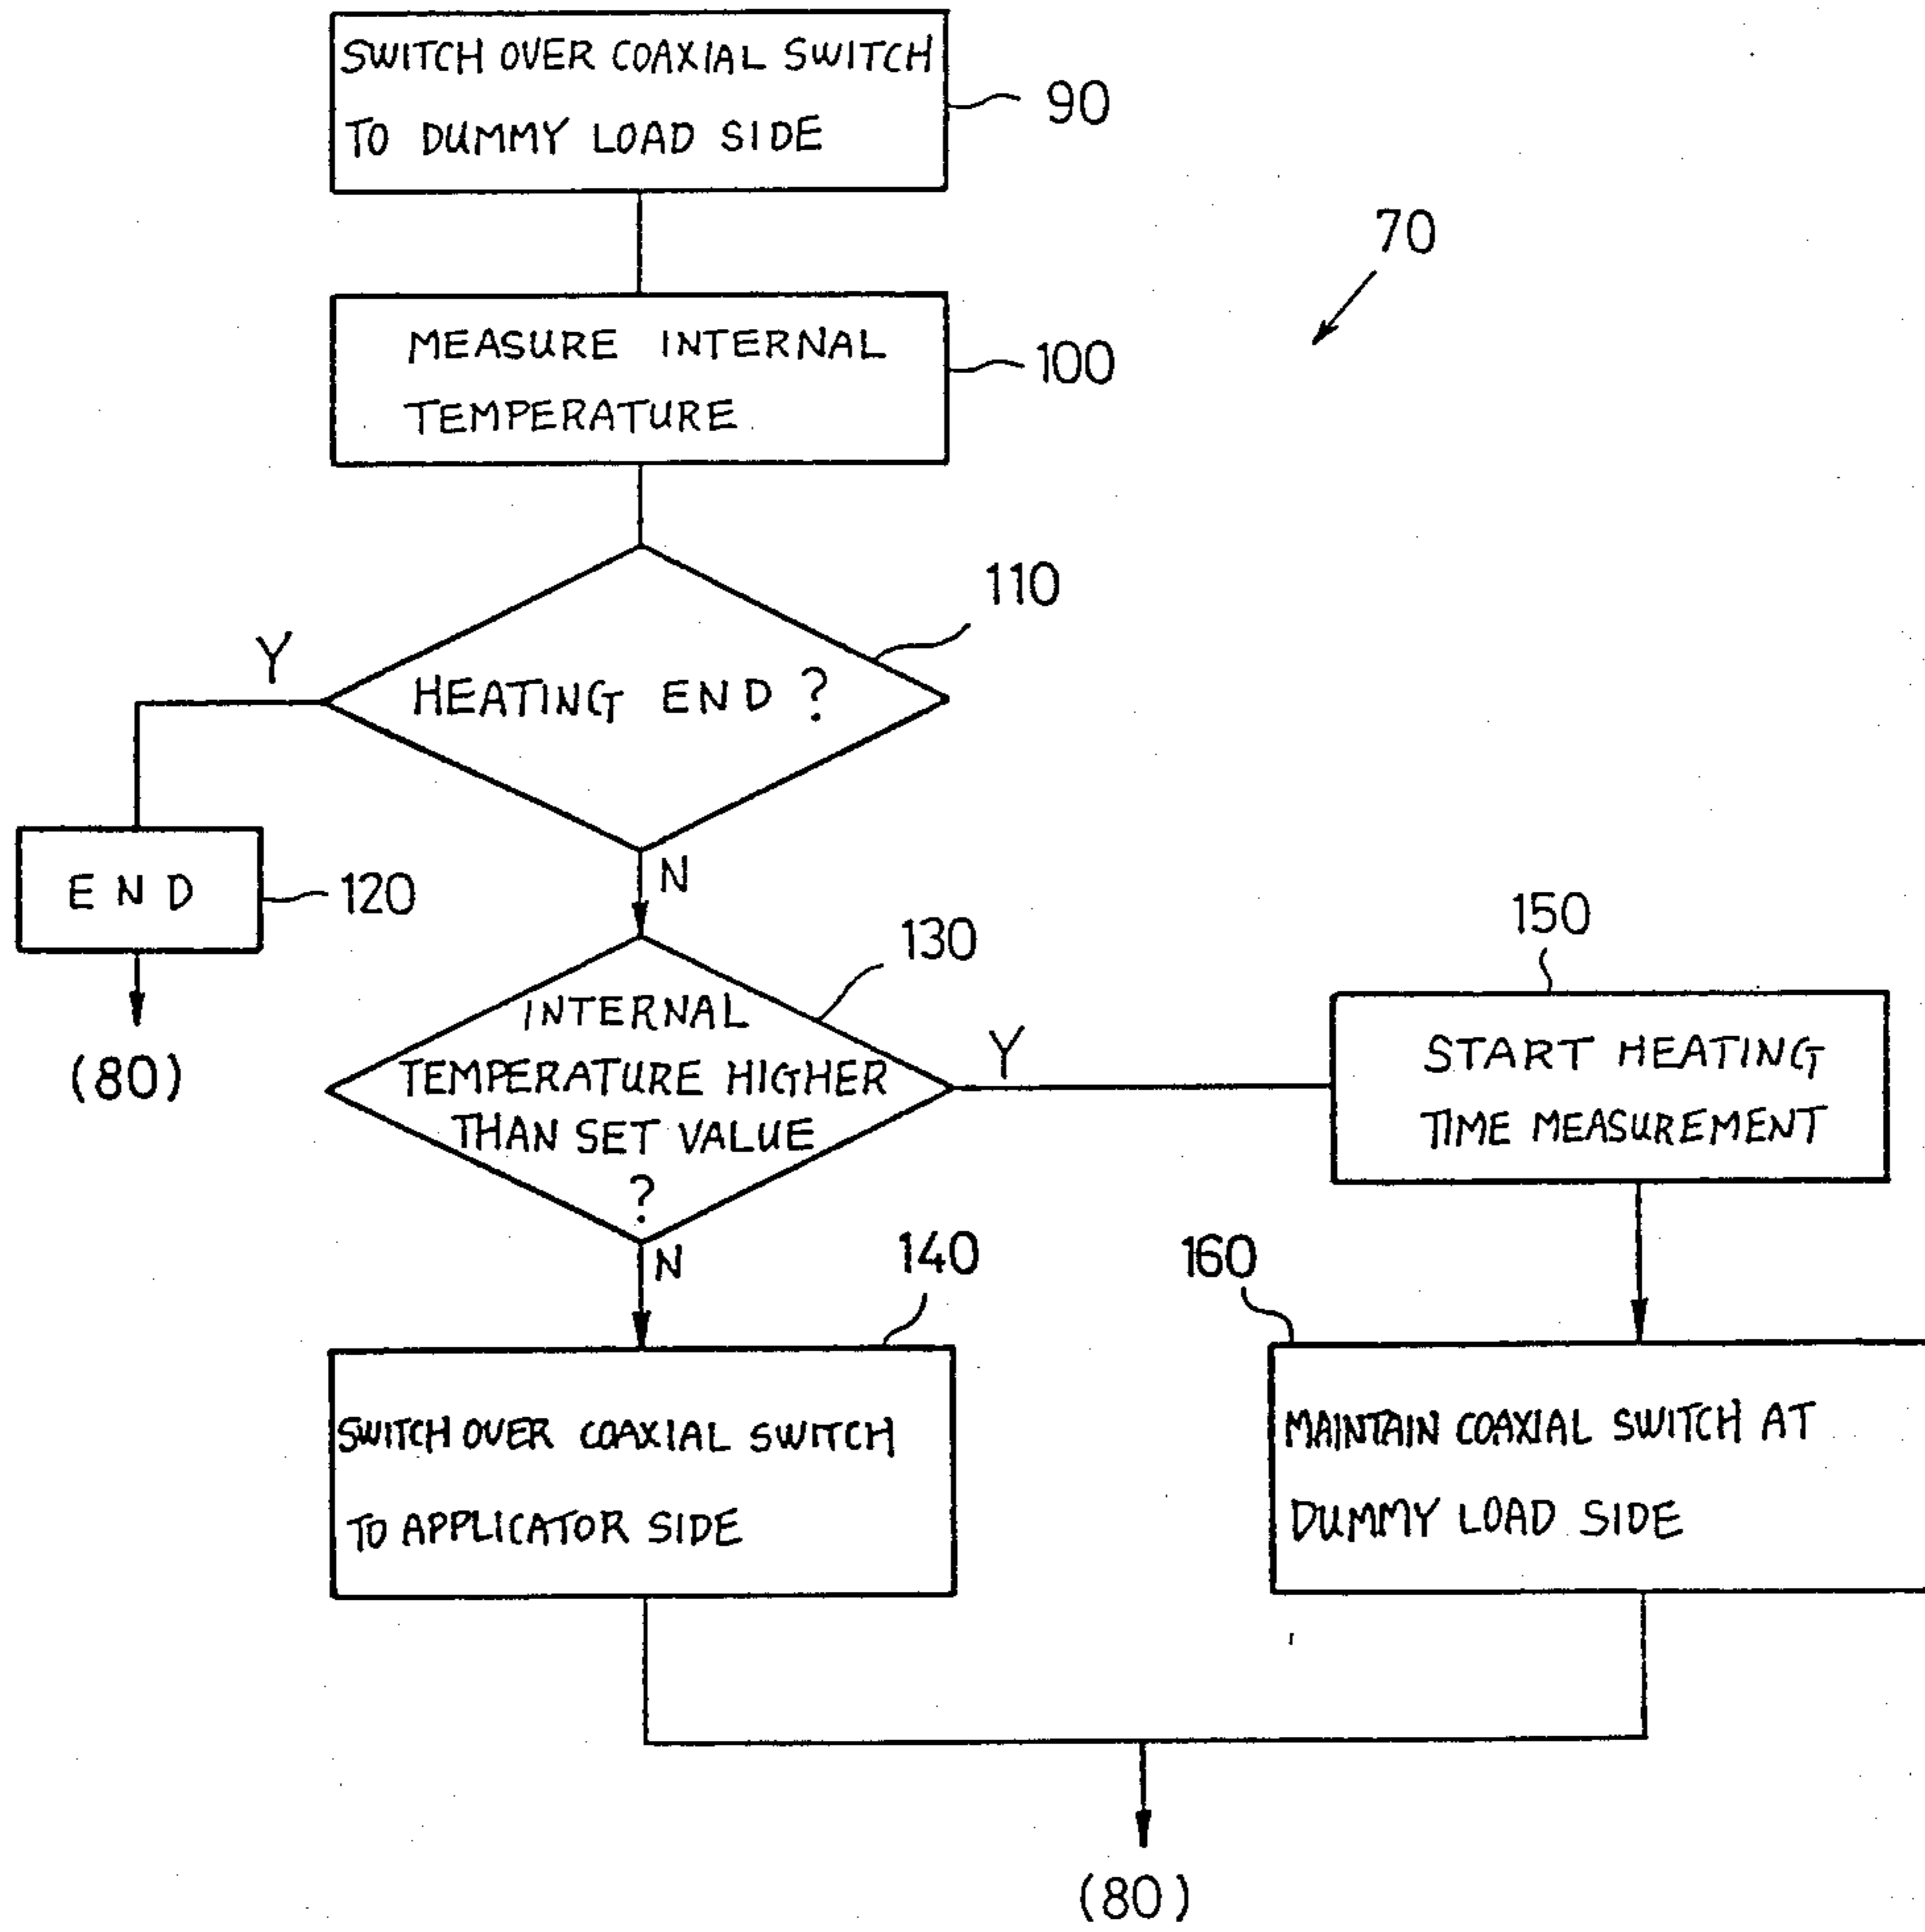 SWITCH OVER COAXIAL SWITCH
TO DUMMY LOAD SIDE
90
70
MEASURE INTERNAL
TEMPERATURE
100
110
Y
HEATING END ?
N
END
120
(80)
130
INTERNAL
TEMPERATURE HIGHER
THAN SET VALUE
?
Y
N
150
START HEATING
TIME MEASUREMENT
140
SWITCH OVER COAXIAL SWITCH
TO APPLICATOR SIDE
160
MAINTAIN COAXIAL SWITCH AT
DUMMY LOAD SIDE
(80)